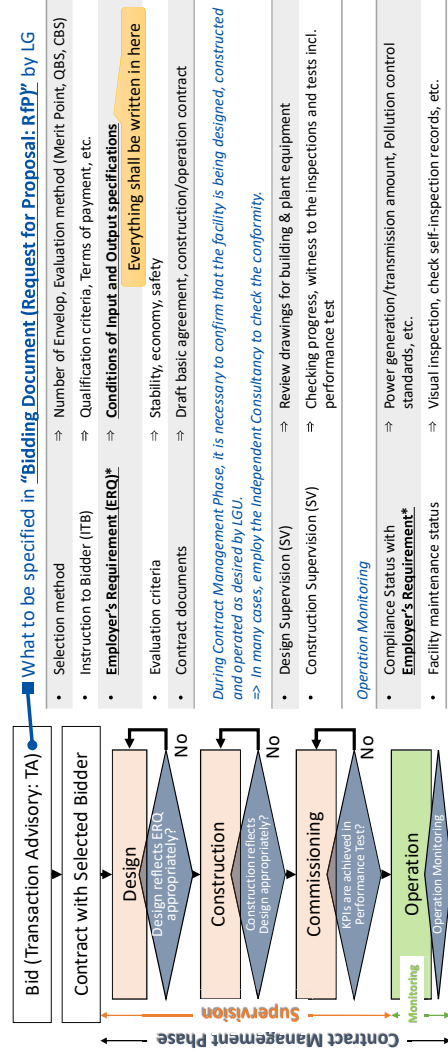 Bid (Transaction Advisory: TA)
Contract with Selected Bidder
Design
Design reflects ERQ
appropriately?
No
Construction
Construction reflects
Design appropriately?
No
Commissioning
KPIs are achieved in
Performance Test?
No
Operation
Operation Monitoring
Supervision
Monitoring
Contract Management Phase
What to be specified in “Bidding Document (Request for Proposal: RfP)” by LG
• Selection method ⇒ Number of Envelop, Evaluation method (Merit Point, QBS, CBS)
• Instruction to Bidder (ITB) ⇒ Qualification criteria, Terms of payment, etc.
• Employer’s Requirement (ERQ)* ⇒ Conditions of Input and Output specifications
Everything shall be written in here
• Evaluation criteria ⇒ Stability, economy, safety
• Contract documents ⇒ Draft basic agreement, construction/operation contract
During Contract Management Phase, it is necessary to confirm that the facility is being designed, constructed
and operated as desired by LGU.
=> In many cases, employ the Independent Consultancy to check the conformity.
• Design Supervision (SV) ⇒ Review drawings for building & plant equipment
• Construction Supervision (SV) ⇒ Checking progress, witness to the inspections and tests incl.
performance test
Operation Monitoring
• Compliance Status with ⇒ Power generation/transmission amount, Pollution control
Employer’s Requirement* standards, etc.
• Facility maintenance status ⇒ Visual inspection, check self-inspection records, etc.